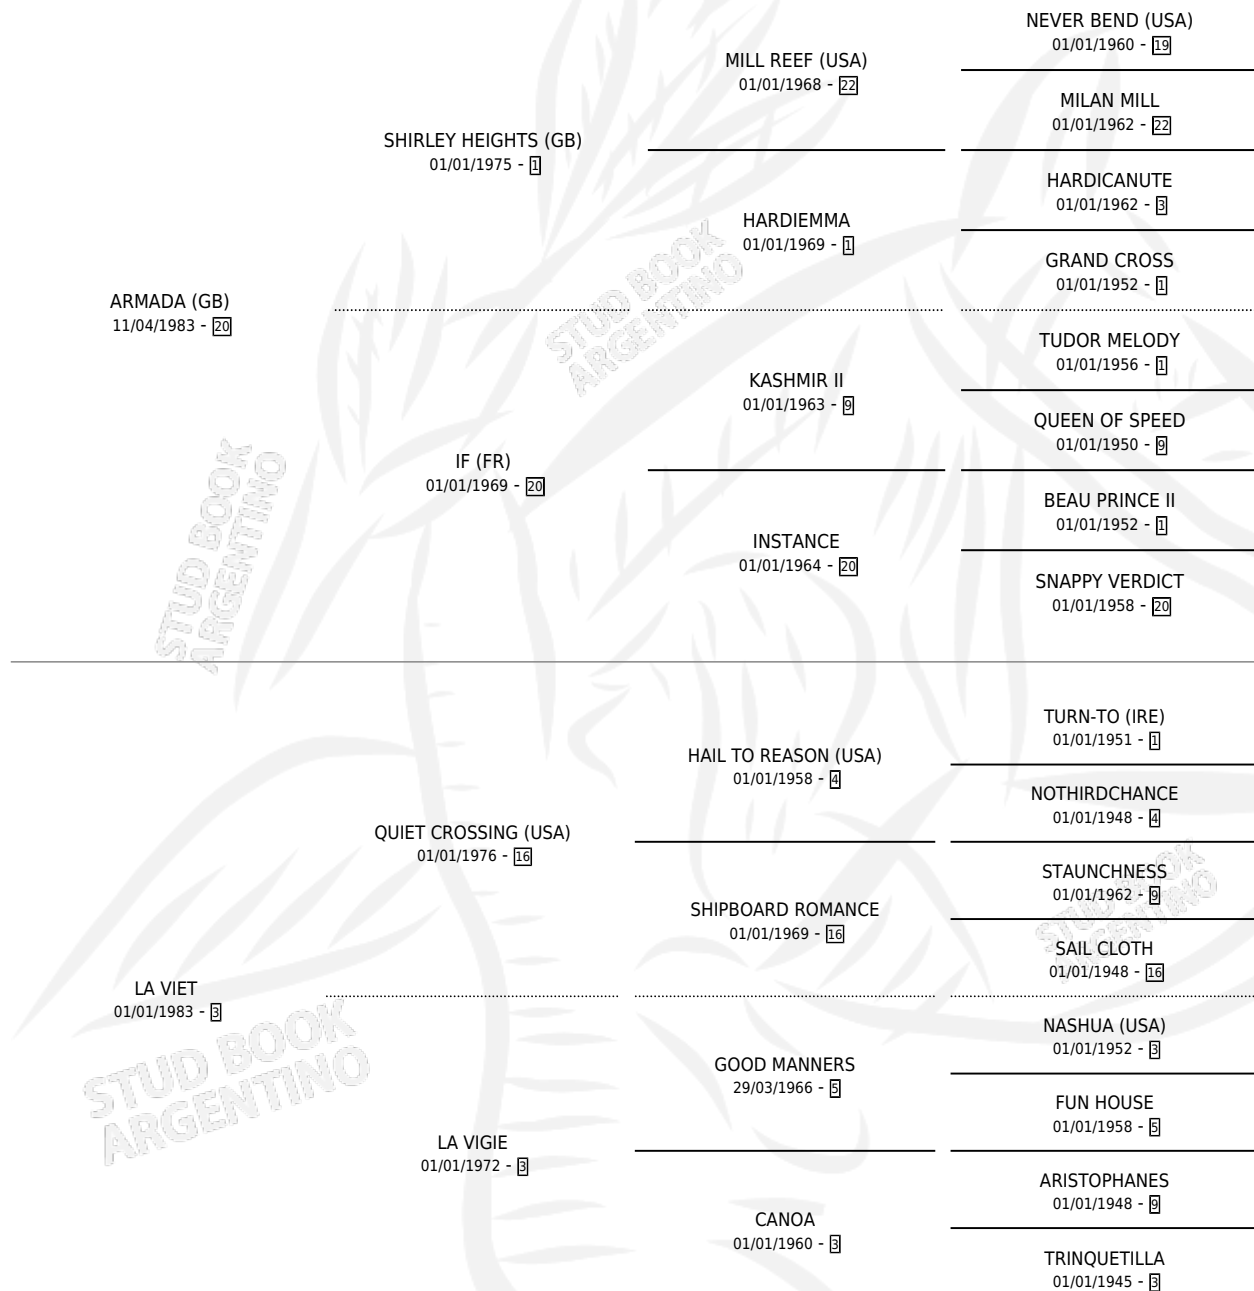 NEVER BEND (USA)
01/01/1960 - 19
MILL REEF (USA)
01/01/1968 - 22
MILAN MILL
01/01/1962 - 22
SHIRLEY HEIGHTS (GB)
01/01/1975 - 1
HARDICANUTE
01/01/1962 - 3
HARDIEMMA
01/01/1969 - 1
GRAND CROSS
01/01/1952 - 1
ARMADA (GB)
11/04/1983 - 20
STUD BOOK
ARGENTINO
TUDOR MELODY
01/01/1956 - 1
KASHMIR II
01/01/1963 - 9
QUEEN OF SPEED
01/01/1950 - 9
IF (FR)
01/01/1969 - 20
BEAU PRINCE II
01/01/1952 - 1
INSTANCE
01/01/1964 - 20
SNAPPY VERDICT
01/01/1958 - 20
STUD BOOK
ARGENTINO
TURN-TO (IRE)
01/01/1951 - 1
HAIL TO REASON (USA)
01/01/1958 - 4
NOTHIRDCHANCE
01/01/1948 - 4
QUIET CROSSING (USA)
01/01/1976 - 16
STAUNCHNESS
01/01/1962 - 9
SHIPBOARD ROMANCE
01/01/1969 - 16
STUD BOOK
ARGENTINO
SAIL CLOTH
01/01/1948 - 16
LA VIET
01/01/1983 - 3
NASHUA (USA)
01/01/1952 - 3
GOOD MANNERS
29/03/1966 - 5
STUD BOOK
ARGENTINO
FUN HOUSE
01/01/1958 - 5
LA VIGIE
01/01/1972 - 3
ARISTOPHANES
01/01/1948 - 9
CANOA
01/01/1960 - 3
TRINQUETILLA
01/01/1945 - 3